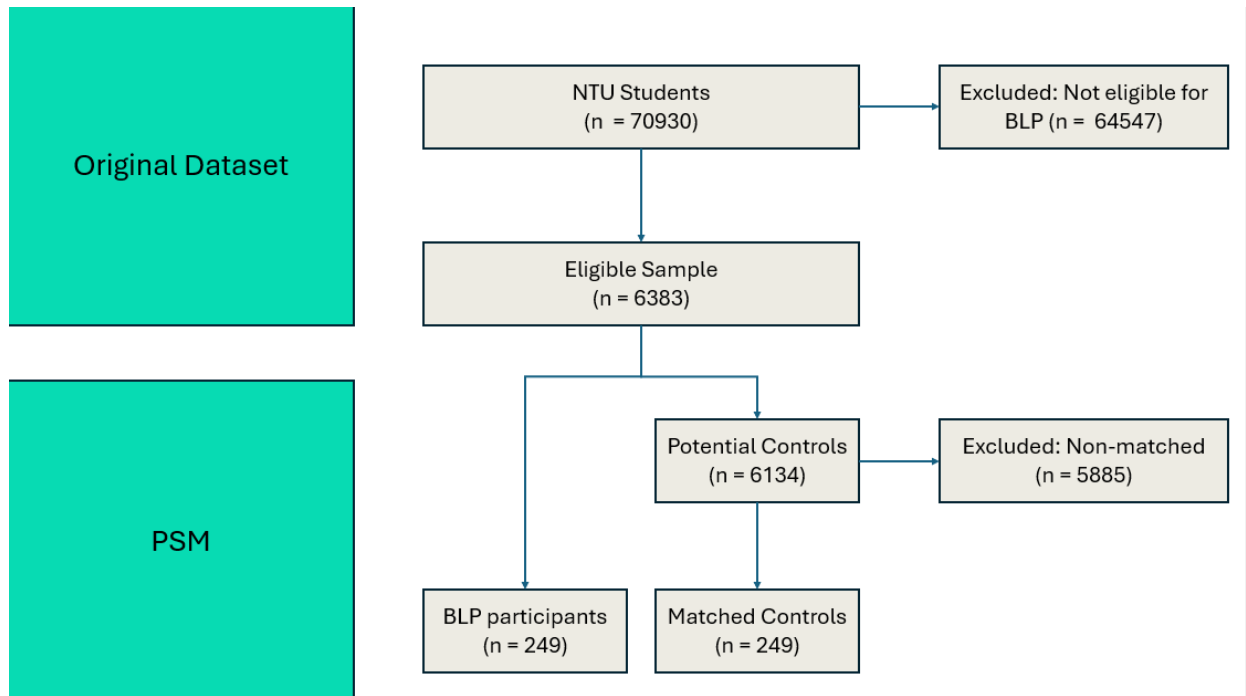 Original Dataset
NTU Students
(n = 70930)
Excluded: Not eligible for
BLP (n = 64547)
Eligible Sample
(n = 6383)
PSM
Potential Controls
(n = 6134)
Excluded: Non-matched
(n = 5885)
BLP participants
(n = 249)
Matched Controls
(n = 249)